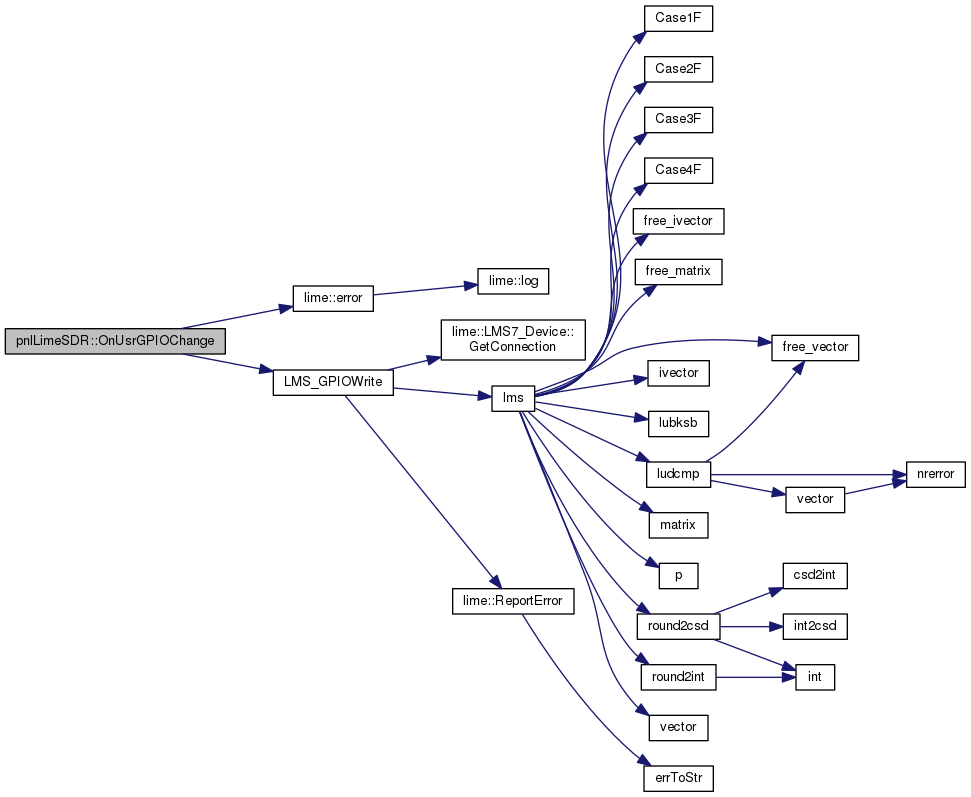 Case1F
Case2F
Case3F
Case4F
free_ivector
free_matrix
lime::error
lime::log
pnlLimeSDR::OnUsrGPIOChange
lime::LMS7_Device::
GetConnection
LMS_GPIOWrite
free_vector
ivector
lms
lubksb
ludcmp
nrerror
vector
matrix
p
csd2int
lime::ReportError
round2csd
int2csd
round2int
int
vector
errToStr